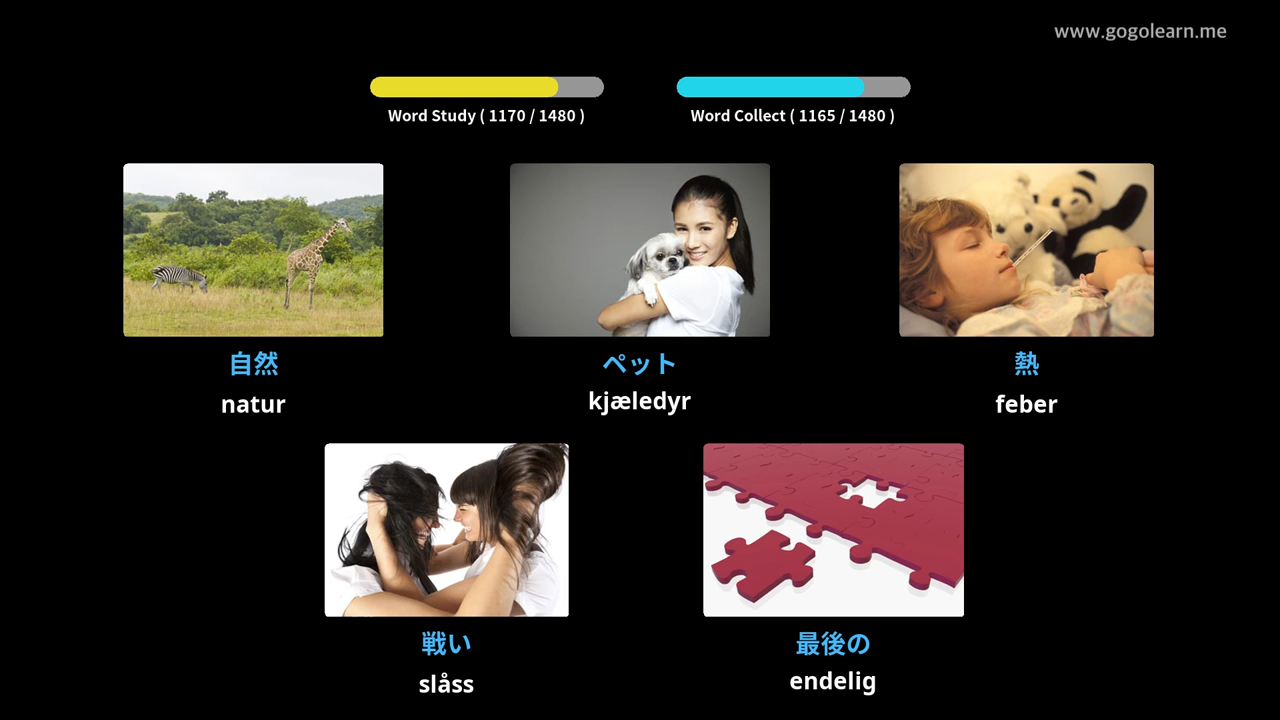 www.gogolearn.me
Word Study ( 1170 / 1480 )
Word Collect ( 1165 / 1480 )
自然
natur
ペット
kjæledyr
熱
feber
戦い
slåss
最後の
endelig